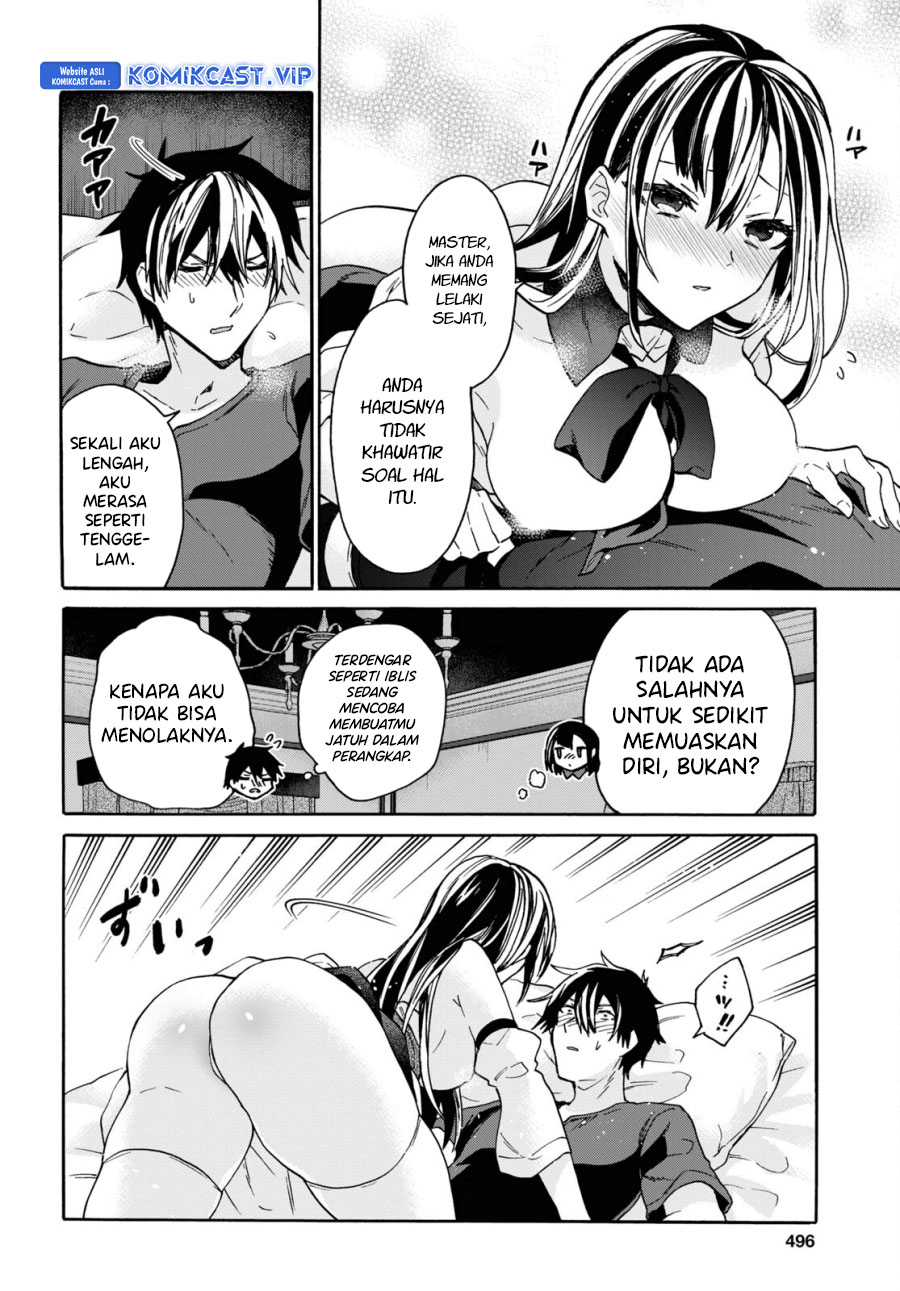 Website ASLI
KOMIKCAST Cuma :
KOMIKCAST.VIP
ハァ
ハァ
MASTER,
JIKA ANDA
MEMANG
LELAKI
SEJATI,
ANDA
HARUSNYA
TIDAK
KHAWATIR
SOAL HAL
ITU.
カァァァ
SEKALI AKU
LENGAH,
AKU
MERASA
SEPERTI
TENGGE-
LAM.
TIDAK ADA
SALAHNYA
UNTUK SEDIKIT
MEMUASKAN
DIRI, BUKAN?
TERDENGAR
SEPERTI IBLIS
SEDANG
MENCOBA
MEMBUATMU
JATUH DALAM
PERANGKAP.
KENAPA AKU
TIDAK BISA
MENOLAKNYA.
ずいっ
…ッ!!
496